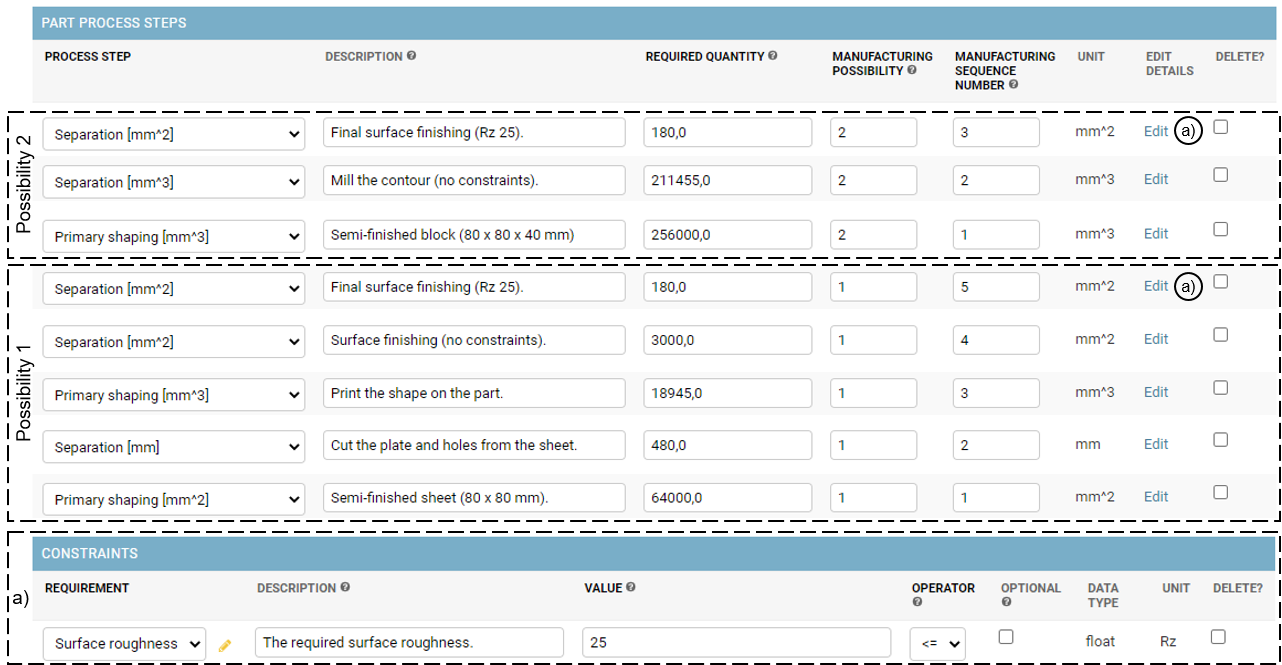 PART PROCESS STEPS
PROCESS STEP DESCRIPTION REQUIRED QUANTITY MANUFACTURING POSSIBILITY MANUFACTURING SEQUENCE NUMBER UNIT EDIT DETAILS DELETE?
Possibility 2
Separation [mm^2] Final surface finishing (Rz 25). 180,0 2 3 mm^2 Edit a)
Separation [mm^3] Mill the contour (no constraints). 211455,0 2 2 mm^3 Edit
Primary shaping [mm^3] Semi-finished block (80 x 80 x 40 mm) 256000,0 2 1 mm^3 Edit
Possibility 1
Separation [mm^2] Final surface finishing (Rz 25). 180,0 1 5 mm^2 Edit a)
Separation [mm^2] Surface finishing (no constraints). 3000,0 1 4 mm^2 Edit
Primary shaping [mm^3] Print the shape on the part. 18945,0 1 3 mm^3 Edit
Separation [mm] Cut the plate and holes from the sheet. 480,0 1 2 mm Edit
Primary shaping [mm^2] Semi-finished sheet (80 x 80 mm). 64000,0 1 1 mm^2 Edit
a)
CONSTRAINTS
REQUIREMENT DESCRIPTION VALUE OPERATOR OPTIONAL DATA TYPE UNIT DELETE?
Surface roughness The required surface roughness. 25 <= float Rz